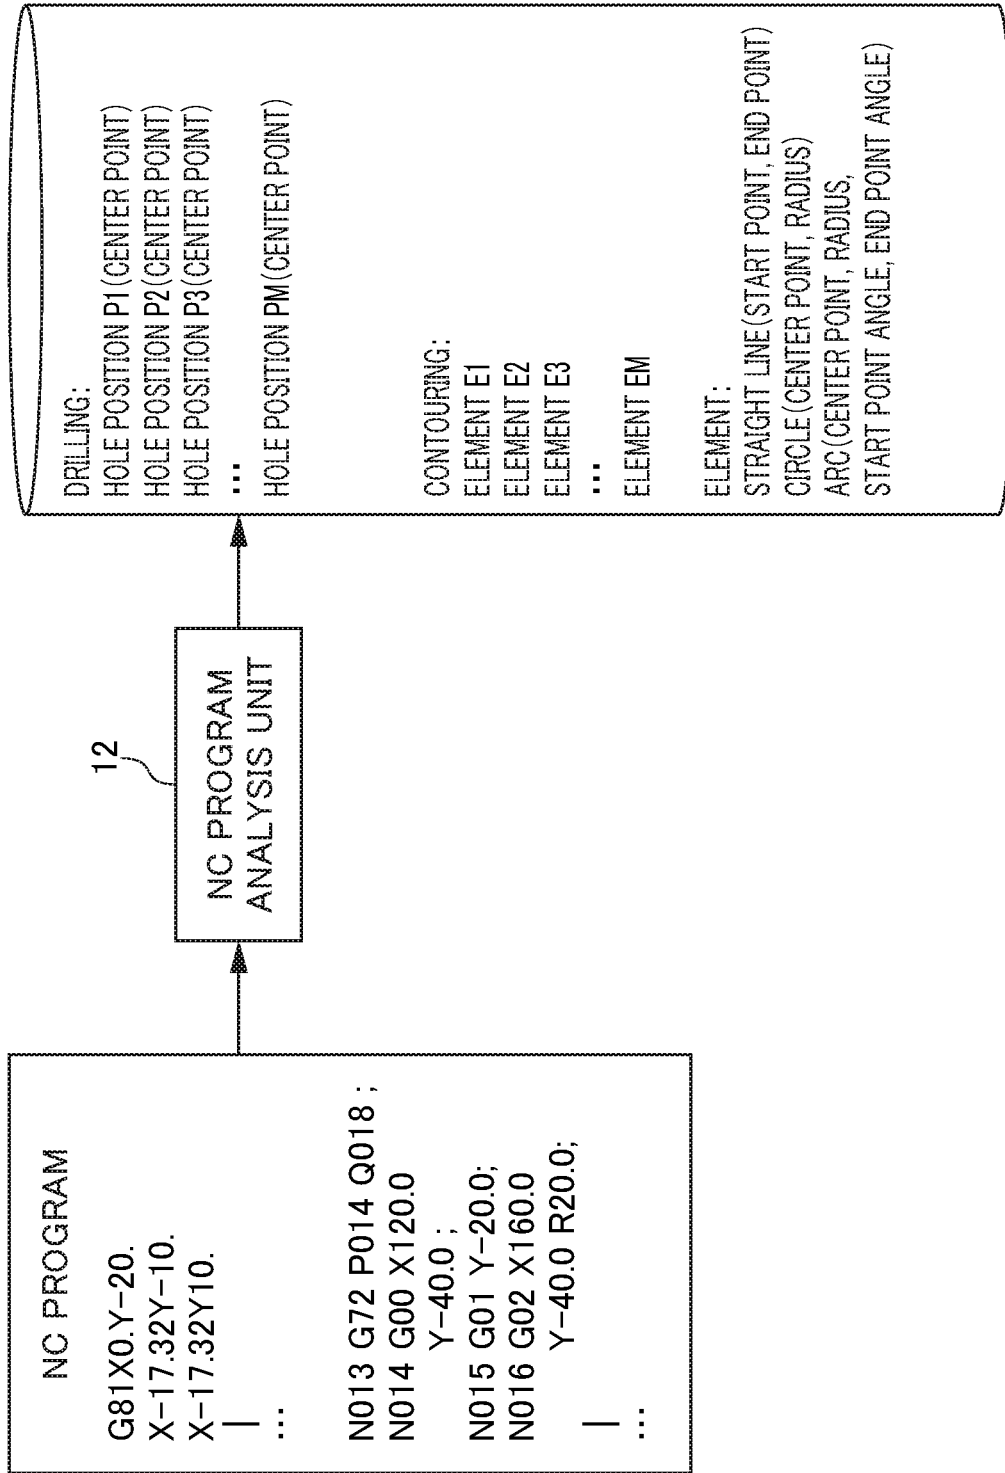 NC PROGRAM
G81X0.Y-20.
X-17.32Y-10.
X-17.32Y10.
|
...
N013 G72 P014 Q018 ;
N014 G00 X120.0
Y-40.0 ;
N015 G01 Y-20.0;
N016 G02 X160.0
Y-40.0 R20.0;
|
...
12
NC PROGRAM
ANALYSIS UNIT
DRILLING:
HOLE POSITION P1(CENTER POINT)
HOLE POSITION P2(CENTER POINT)
HOLE POSITION P3(CENTER POINT)
...
HOLE POSITION PM(CENTER POINT)
CONTOURING:
ELEMENT E1
ELEMENT E2
ELEMENT E3
...
ELEMENT EM
ELEMENT:
STRAIGHT LINE(START POINT, END POINT)
CIRCLE(CENTER POINT, RADIUS)
ARC(CENTER POINT, RADIUS,
START POINT ANGLE, END POINT ANGLE)